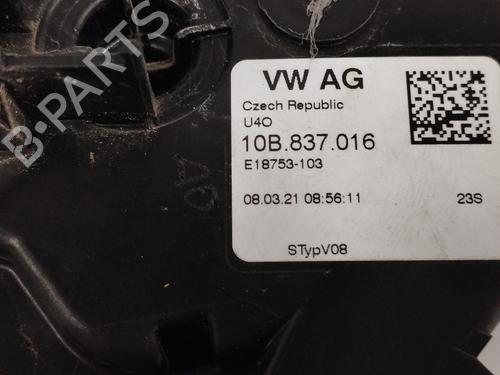 VW AG
Czech Republic
U4O
10B.837.016
E18753-103
08.03.21 08:56:11 23S
STypV08
B-PARTS